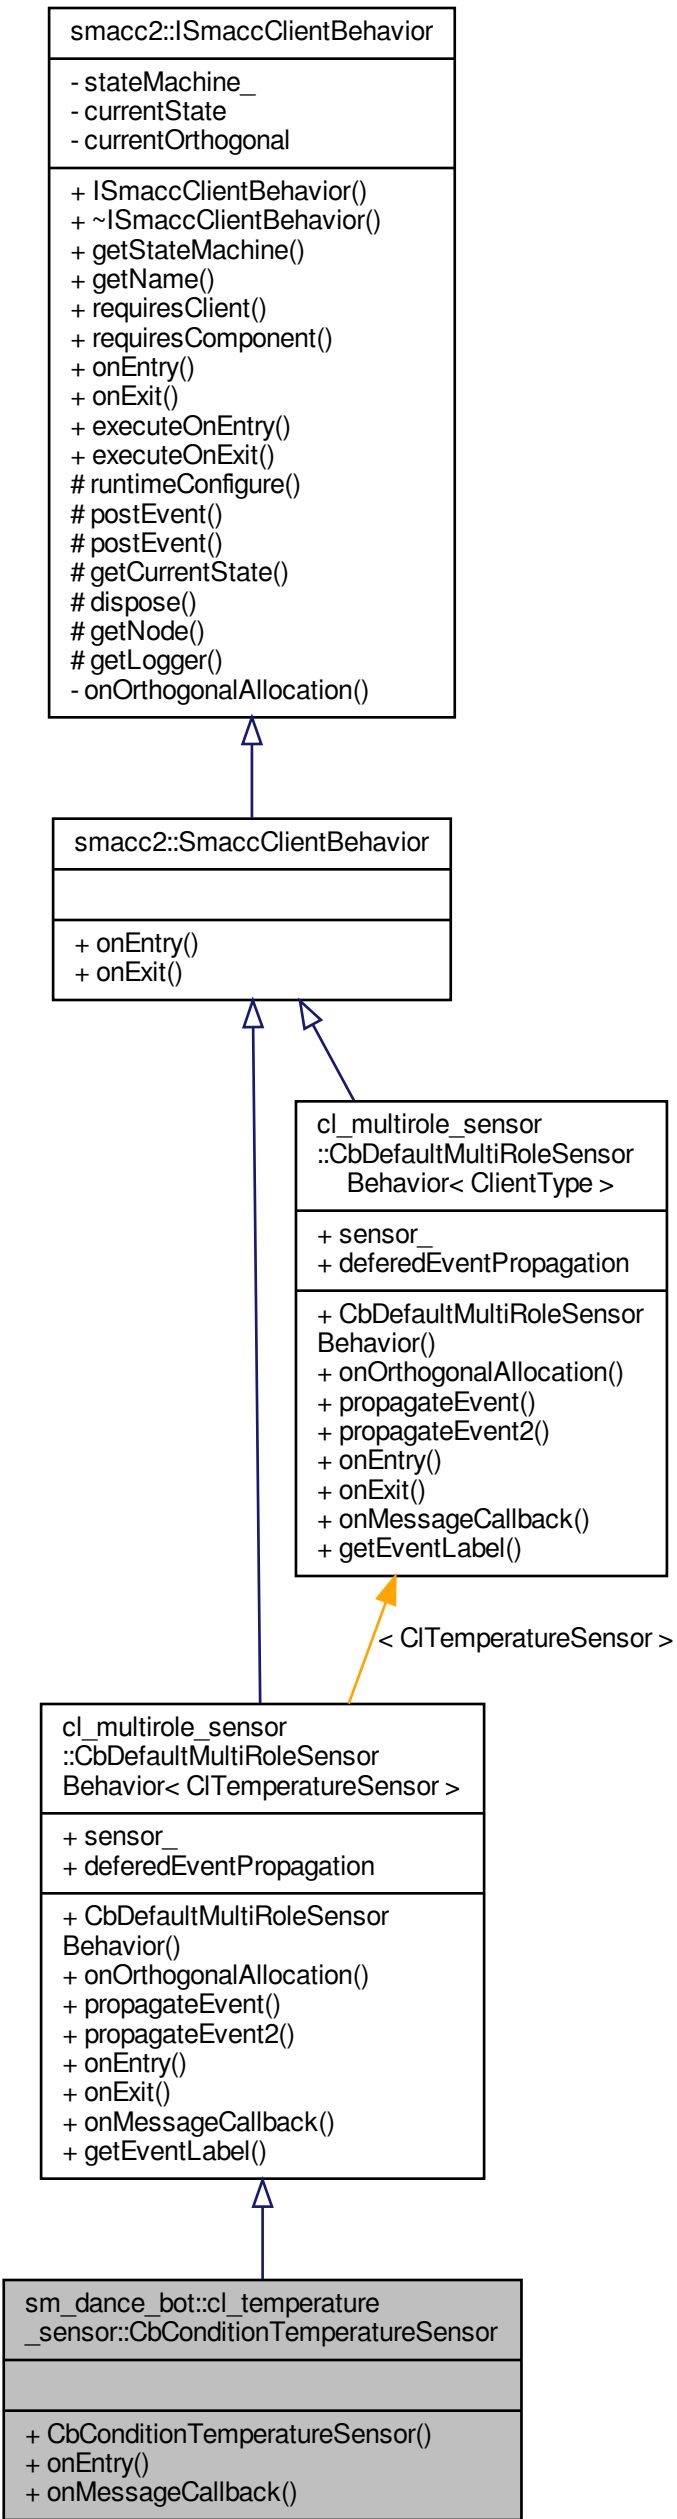 smacc2::ISmaccClientBehavior
- stateMachine_
- currentState
- currentOrthogonal
+ ISmaccClientBehavior()
+ ~ISmaccClientBehavior()
+ getStateMachine()
+ getName()
+ requiresClient()
+ requiresComponent()
+ onEntry()
+ onExit()
+ executeOnEntry()
+ executeOnExit()
# runtimeConfigure()
# postEvent()
# postEvent()
# getCurrentState()
# dispose()
# getNode()
# getLogger()
- onOrthogonalAllocation()
smacc2::SmaccClientBehavior
+ onEntry()
+ onExit()
cl_multirole_sensor
::CbDefaultMultiRoleSensor
Behavior< ClientType >
+ sensor_
+ deferedEventPropagation
+ CbDefaultMultiRoleSensor
Behavior()
+ onOrthogonalAllocation()
+ propagateEvent()
+ propagateEvent2()
+ onEntry()
+ onExit()
+ onMessageCallback()
+ getEventLabel()
< ClTemperatureSensor >
cl_multirole_sensor
::CbDefaultMultiRoleSensor
Behavior< ClTemperatureSensor >
+ sensor_
+ deferedEventPropagation
+ CbDefaultMultiRoleSensor
Behavior()
+ onOrthogonalAllocation()
+ propagateEvent()
+ propagateEvent2()
+ onEntry()
+ onExit()
+ onMessageCallback()
+ getEventLabel()
sm_dance_bot::cl_temperature
_sensor::CbConditionTemperatureSensor
+ CbConditionTemperatureSensor()
+ onEntry()
+ onMessageCallback()